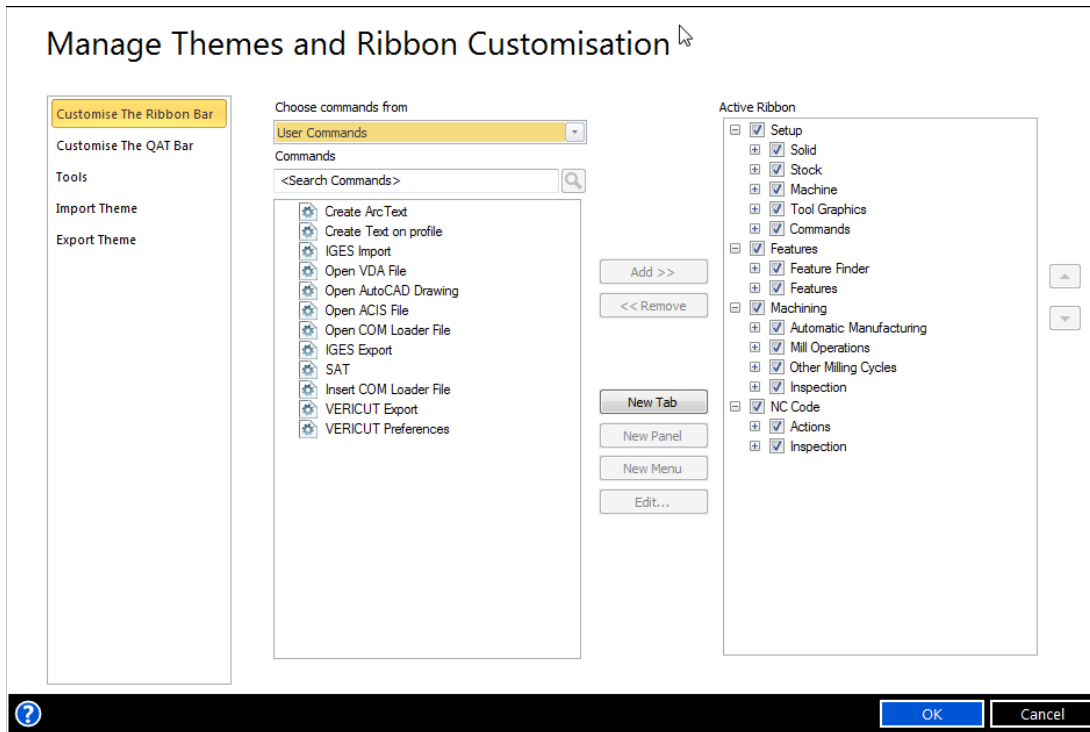 Manage Themes and Ribbon Customisation
Customise The Ribbon Bar
Customise The QAT Bar
Tools
Import Theme
Export Theme
Choose commands from
User Commands
Commands
<Search Commands>
Create ArcText
Create Text on profile
IGES Import
Open VDA File
Open AutoCAD Drawing
Open ACIS File
Open COM Loader File
IGES Export
SAT
Insert COM Loader File
VERICUT Export
VERICUT Preferences
Add >>
<< Remove
New Tab
New Panel
New Menu
Edit...
Active Ribbon
Setup
Solid
Stock
Machine
Tool Graphics
Commands
Features
Feature Finder
Features
Machining
Automatic Manufacturing
Mill Operations
Other Milling Cycles
Inspection
NC Code
Actions
Inspection
?
OK
Cancel